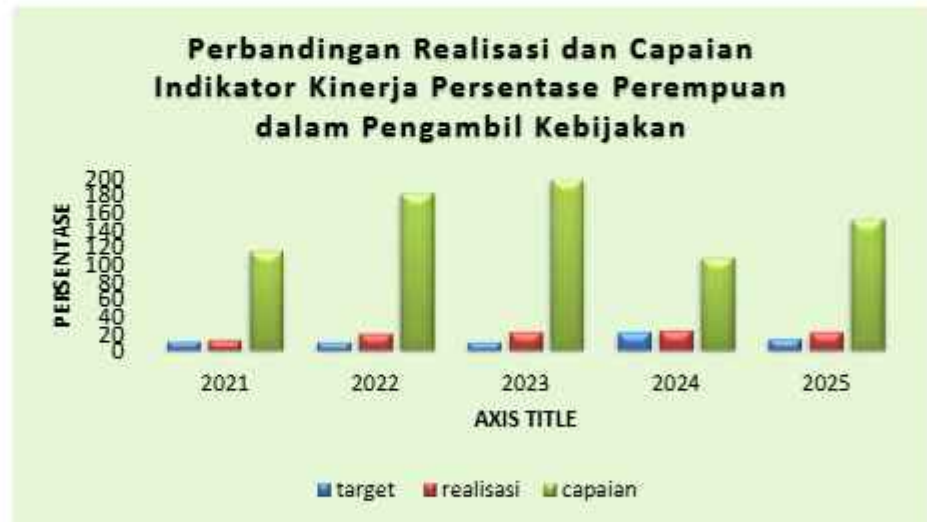 Perbandingan Realisasi dan Capaian
Indikator Kinerja Persentase Perempuan
dalam Pengambil Kebijakan
PERSENTASE
200
180
160
140
120
100
80
60
40
20
0
2021 2022 2023 2024 2025
AXIS TITLE
target realisasi capaian